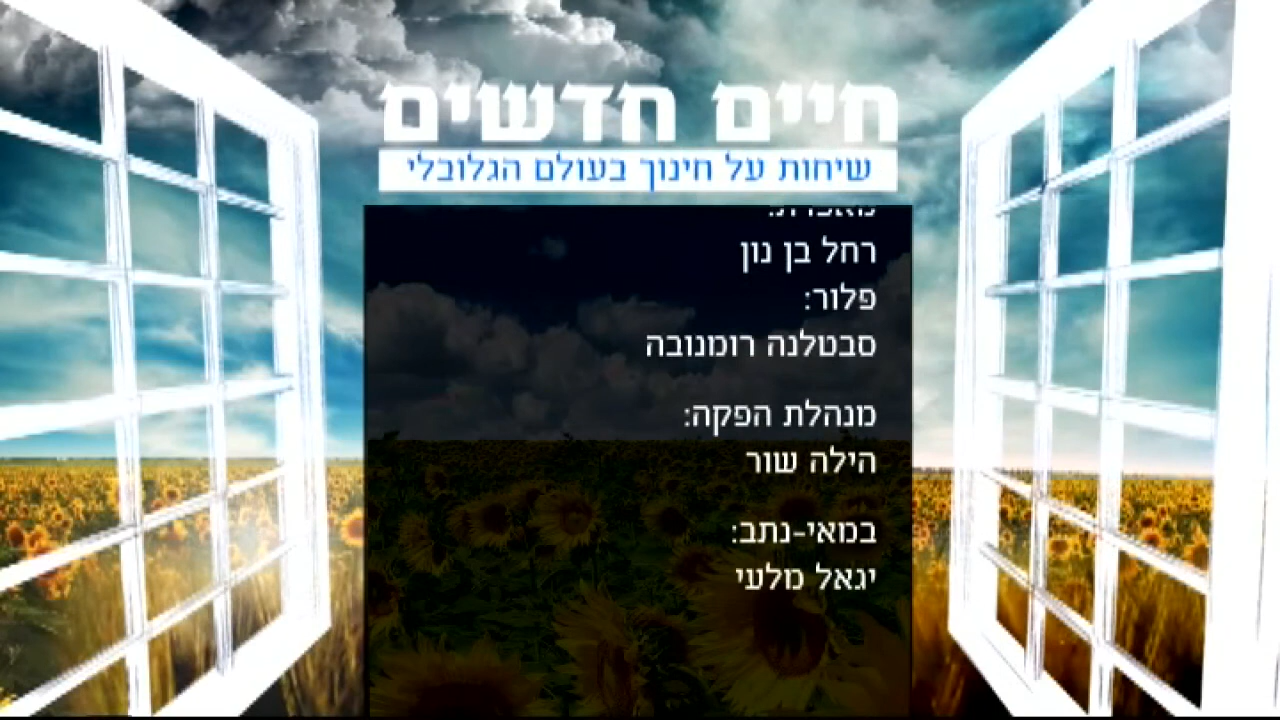 חיים חדשים
שיחות על חינוך בעולם הגלובלי
רחל בן נון
פלור:
סבטלנה רומנובה
מנהלת הפקה:
הילה שור
במאי-נתב:
יגאל מלעי